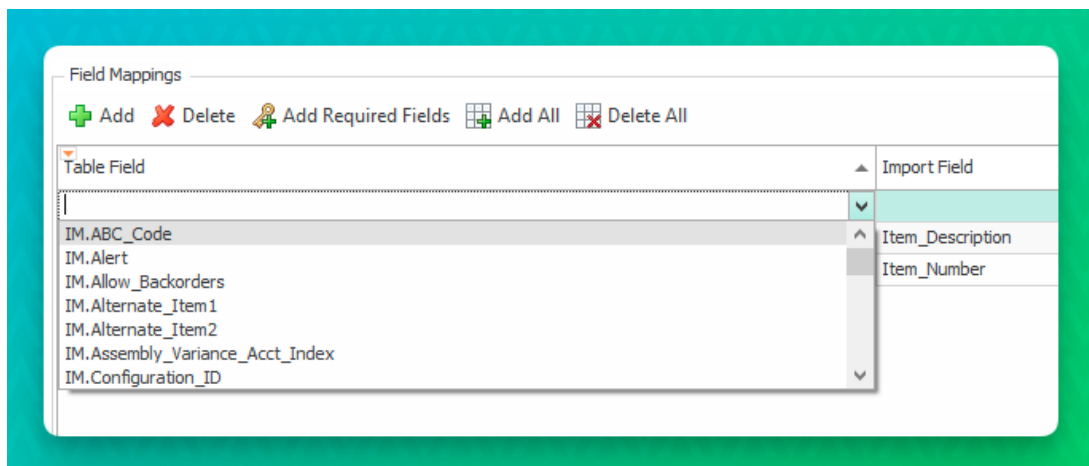 Field Mappings
Add Delete Add Required Fields Add All Delete All
Table Field Import Field
IM.ABC_Code Item_Description
IM.Alert
IM.Allow_Backorders Item_Number
IM.Alternate_Item1
IM.Alternate_Item2
IM.Assembly_Variance_Acct_Index
IM.Configuration_ID